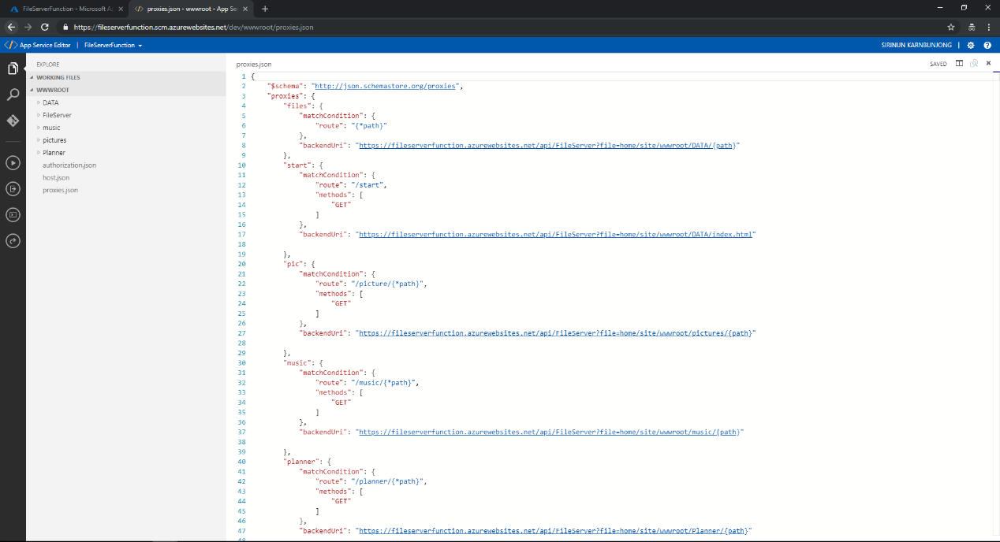 FileServerFunction - Microsoft Az
proxies.json - wwwroot - App Ser
https://fileserverfunction.scm.azurewebsites.net/dev/wwwroot/proxies.json
App Service Editor | FileServerFunction
SIRINUN KARNBUNJONG
EXPLORE
WORKING FILES
WWWROOT
DATA
FileServer
music
pictures
Planner
authorization.json
host.json
proxies.json
proxies.json
SAVED
1 {
2 "$schema": "http://json.schemastore.org/proxies",
3 "proxies": {
4 "files": {
5 "matchCondition": {
6 "route": "{*path}"
7 },
8 "backendUri": "https://fileserverfunction.azurewebsites.net/api/FileServer?file=home/site/wwwroot/DATA/{path}"
9 },
10 "start": {
11 "matchCondition": {
12 "route": "/start",
13 "methods": [
14 "GET"
15 ]
16 },
17 "backendUri": "https://fileserverfunction.azurewebsites.net/api/FileServer?file=home/site/wwwroot/DATA/index.html"
18
19 },
20 "pic": {
21 "matchCondition": {
22 "route": "/picture/{*path}",
23 "methods": [
24 "GET"
25 ]
26 },
27 "backendUri": "https://fileserverfunction.azurewebsites.net/api/FileServer?file=home/site/wwwroot/pictures/{path}"
28
29 },
30 "music": {
31 "matchCondition": {
32 "route": "/music/{*path}",
33 "methods": [
34 "GET"
35 ]
36 },
37 "backendUri": "https://fileserverfunction.azurewebsites.net/api/FileServer?file=home/site/wwwroot/music/{path}"
38
39 },
40 "planner": {
41 "matchCondition": {
42 "route": "/planner/{*path}",
43 "methods": [
44 "GET"
45 ]
46 },
47 "backendUri": "https://fileserverfunction.azurewebsites.net/api/FileServer?file=home/site/wwwroot/Planner/{path}"
48